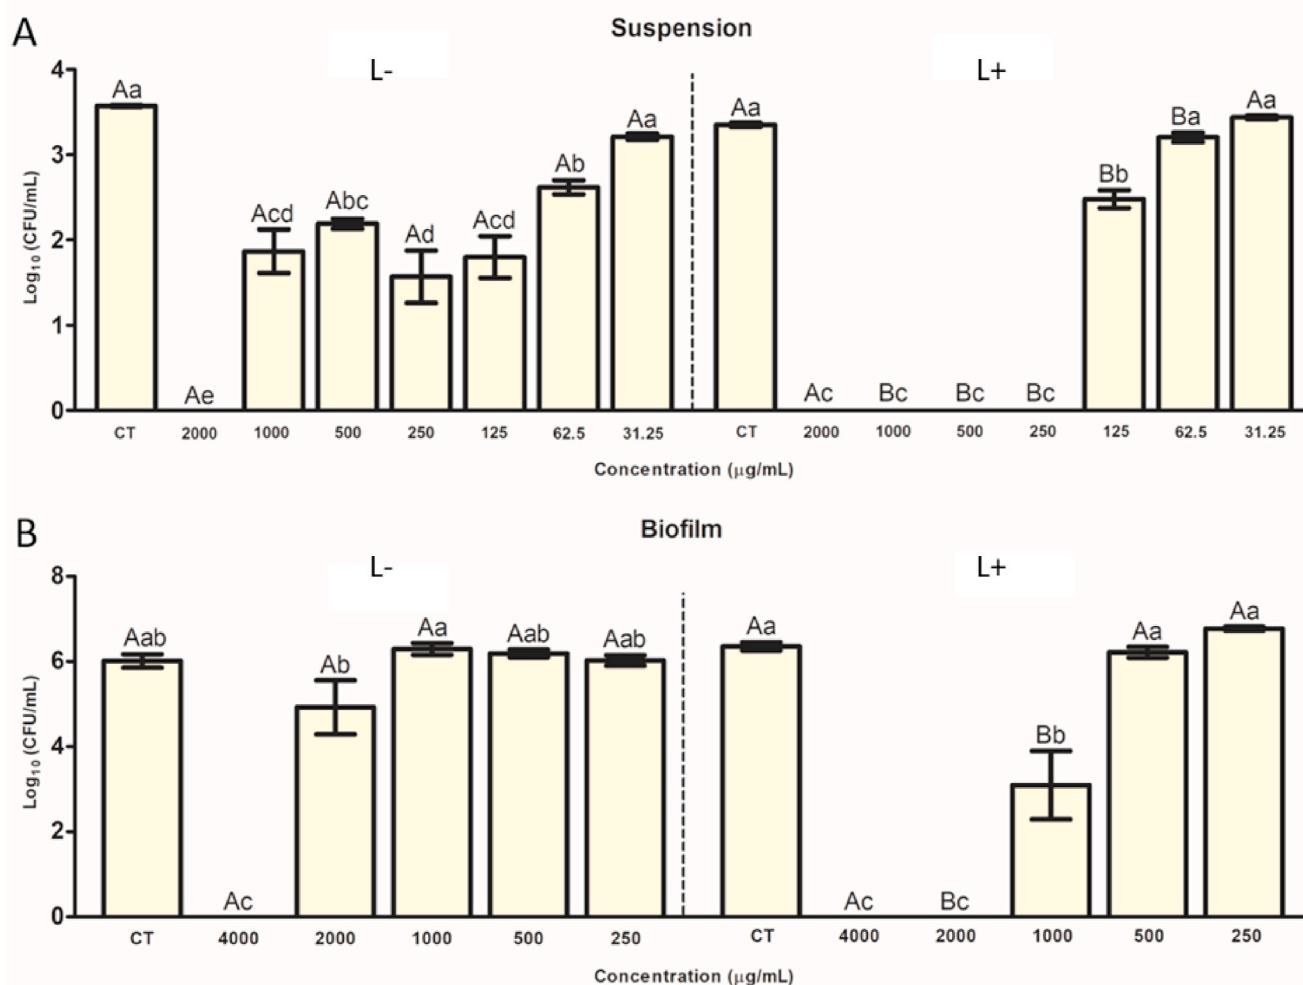 A
Suspension
L-
L+
Log10 (CFU/mL)
4
3
2
1
0
Aa
Ae
Acd
Abc
Ad
Acd
Ab
Aa
Aa
Ac
Bc
Bc
Bc
Bb
Ba
Aa
CT 2000 1000 500 250 125 62.5 31.25 CT 2000 1000 500 250 125 62.5 31.25
Concentration (μg/mL)
B
Biofilm
L-
L+
Log10 (CFU/mL)
8
6
4
2
0
Aab
Ac
Ab
Aa
Aab
Aab
Aa
Ac
Bc
Bb
Aa
Aa
CT 4000 2000 1000 500 250 CT 4000 2000 1000 500 250
Concentration (μg/mL)